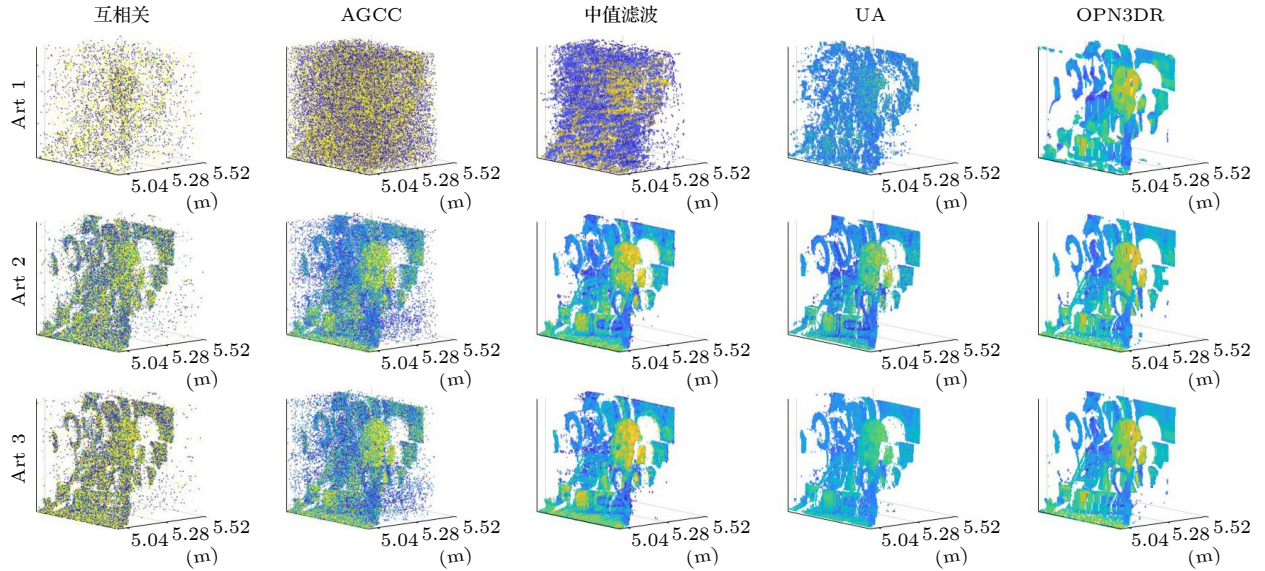 互相关 AGCC 中值滤波 UA OPN3DR
Art 1
5.04 5.28 5.52 5.04 5.28 5.52 5.04 5.28 5.52 5.04 5.28 5.52 5.04 5.28 5.52
(m) (m) (m) (m) (m)
Art 2
5.04 5.28 5.52 5.04 5.28 5.52 5.04 5.28 5.52 5.04 5.28 5.52 5.04 5.28 5.52
(m) (m) (m) (m) (m)
Art 3
5.04 5.28 5.52 5.04 5.28 5.52 5.04 5.28 5.52 5.04 5.28 5.52 5.04 5.28 5.52
(m) (m) (m) (m) (m)